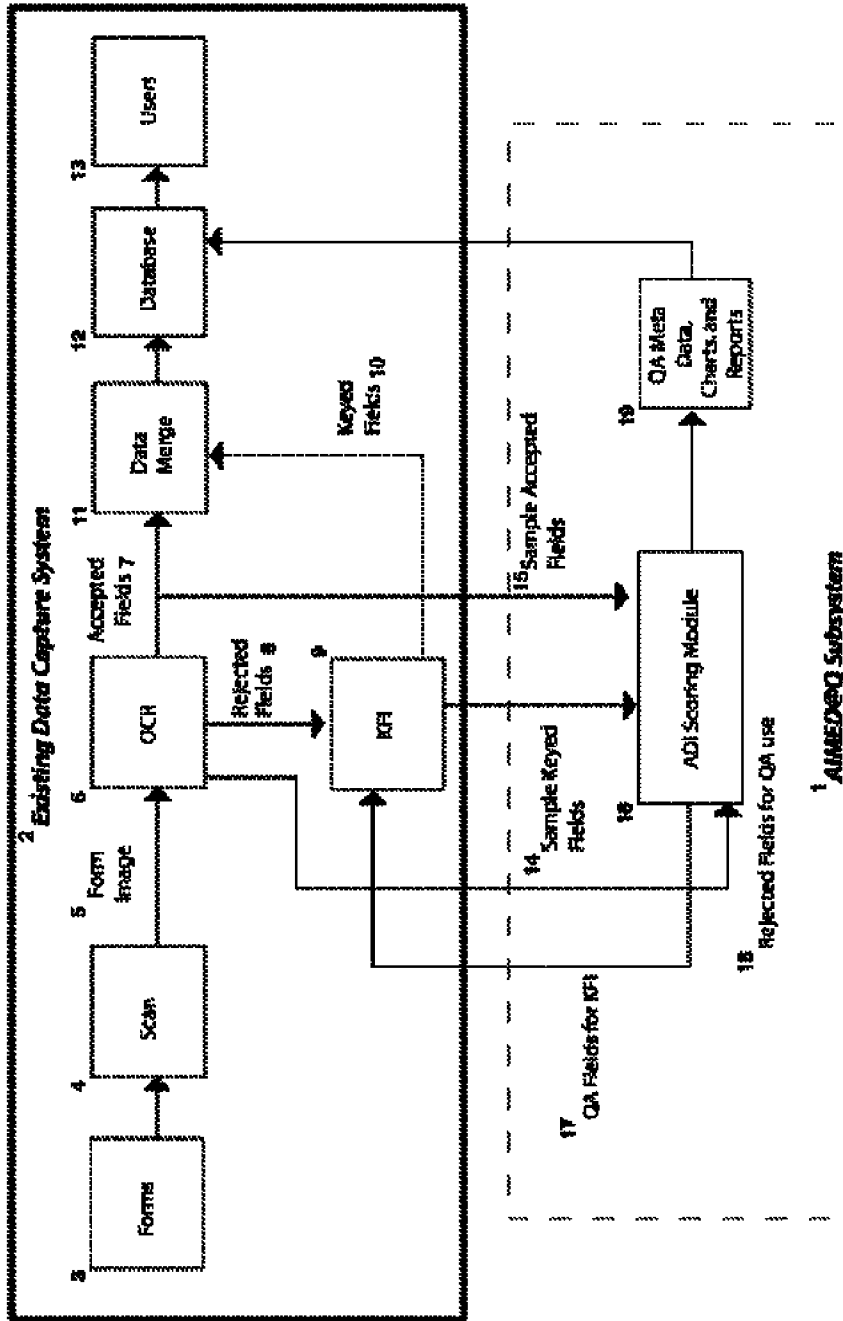 2 Existing Data Capture System
3
Forms
4
Scan
5 Form
Image
6
OCR
Accepted
Fields 7
11
Data
Merge
12
Database
13
Users
Rejected
Fields 8
9
KFI
Keyed
Fields 10
14
Sample Keyed
Fields
15
Sample Accepted
Fields
16
ADI Scoring Module
17
QA Fields for KFI
18
Rejected Fields for QA use
19
QA Meta
Data,
Charts, and
Reports
1
AIMED@Q Subsystem